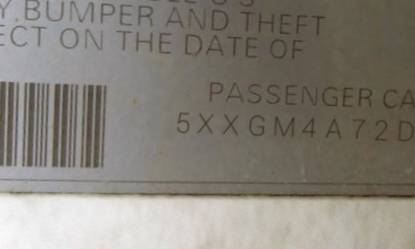 Y, BUMPER AND THEFT
ECT ON THE DATE OF
PASSENGER CA
5XXGM4A72D